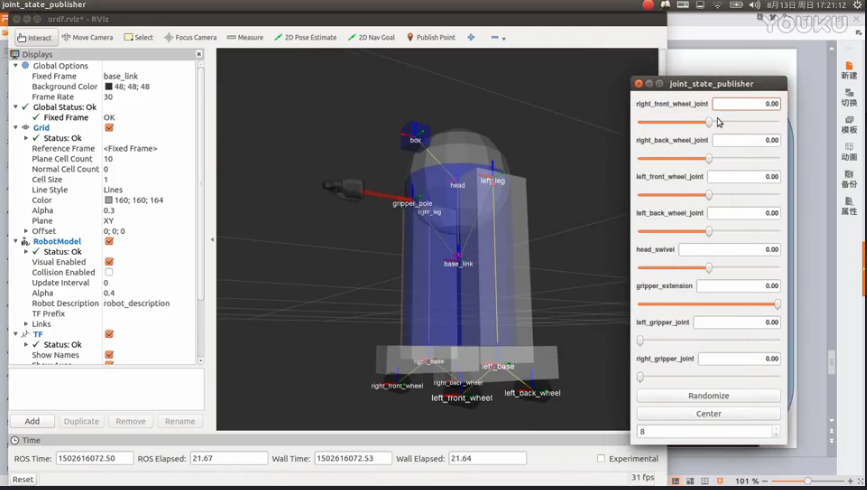 joint_state_publisher
8月13日 周日 17:21:12
YOUKU
urdf.rviz* - RViz
Interact
Move Camera
Select
Focus Camera
Measure
2D Pose Estimate
2D Nav Goal
Publish Point
Displays
Global Options
Fixed Frame base_link
Background Color 48; 48; 48
Frame Rate 30
Global Status: Ok
Fixed Frame OK
Grid
Status: Ok
Reference Frame <Fixed Frame>
Plane Cell Count 10
Normal Cell Count 0
Cell Size 1
Line Style Lines
Color 160; 160; 164
Alpha 0.3
Plane XY
Offset 0; 0; 0
RobotModel
Status: Ok
Visual Enabled
Collision Enabled
Update Interval 0
Alpha 0.4
Robot Description robot_description
TF Prefix
Links
TF
Status: Ok
Show Names
Add
Duplicate
Remove
Rename
box
head
left_leg
gripper_pole
right_leg
base_link
right_base
left_base
right_front_wheel
right_back_wheel
left_front_wheel
left_back_wheel
joint_state_publisher
right_front_wheel_joint 0.00
right_back_wheel_joint 0.00
left_front_wheel_joint 0.00
left_back_wheel_joint 0.00
head_swivel 0.00
gripper_extension 0.00
left_gripper_joint 0.00
right_gripper_joint 0.00
Randomize
Center
8
新建
切换
模板
动画
备份
属性
Time
ROS Time: 1502616072.50
ROS Elapsed: 21.67
Wall Time: 1502616072.53
Wall Elapsed: 21.64
Experimental
Reset
31 fps
101 %